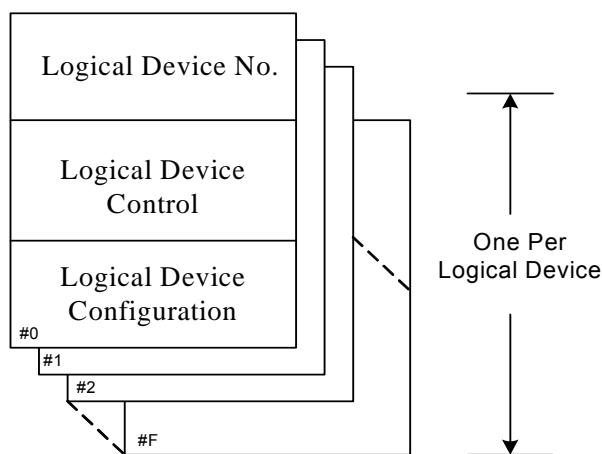 Logical Device No.
Logical Device
Control
Logical Device
Configuration
#0
#1
#2
#F
One Per
Logical Device